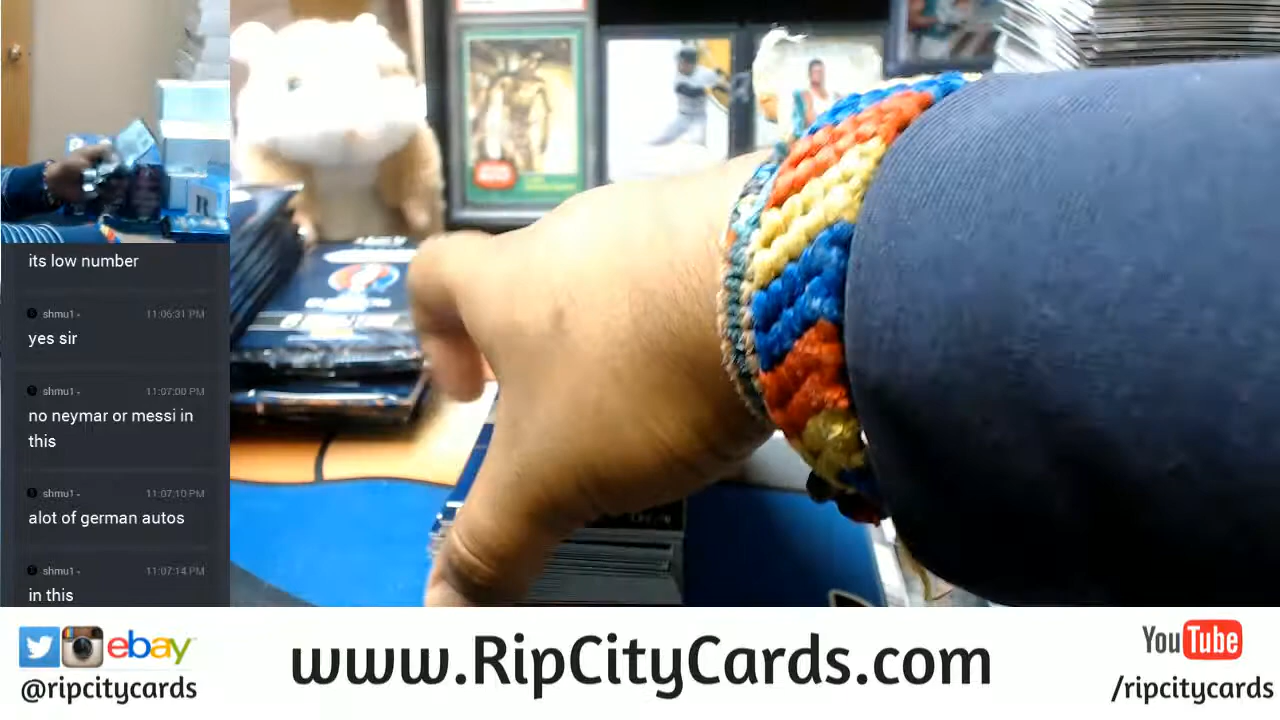 its low number
shmu1-
11:06:31 PM
yes sir
shmu1-
11:07:00 PM
no neymar or messi in
this
shmu1-
11:07:10 PM
alot of german autos
shmu1-
11:07:14 PM
in this
ebay
@ripcitycards
www.RipCityCards.com
YouTube
/ripcitycards
R